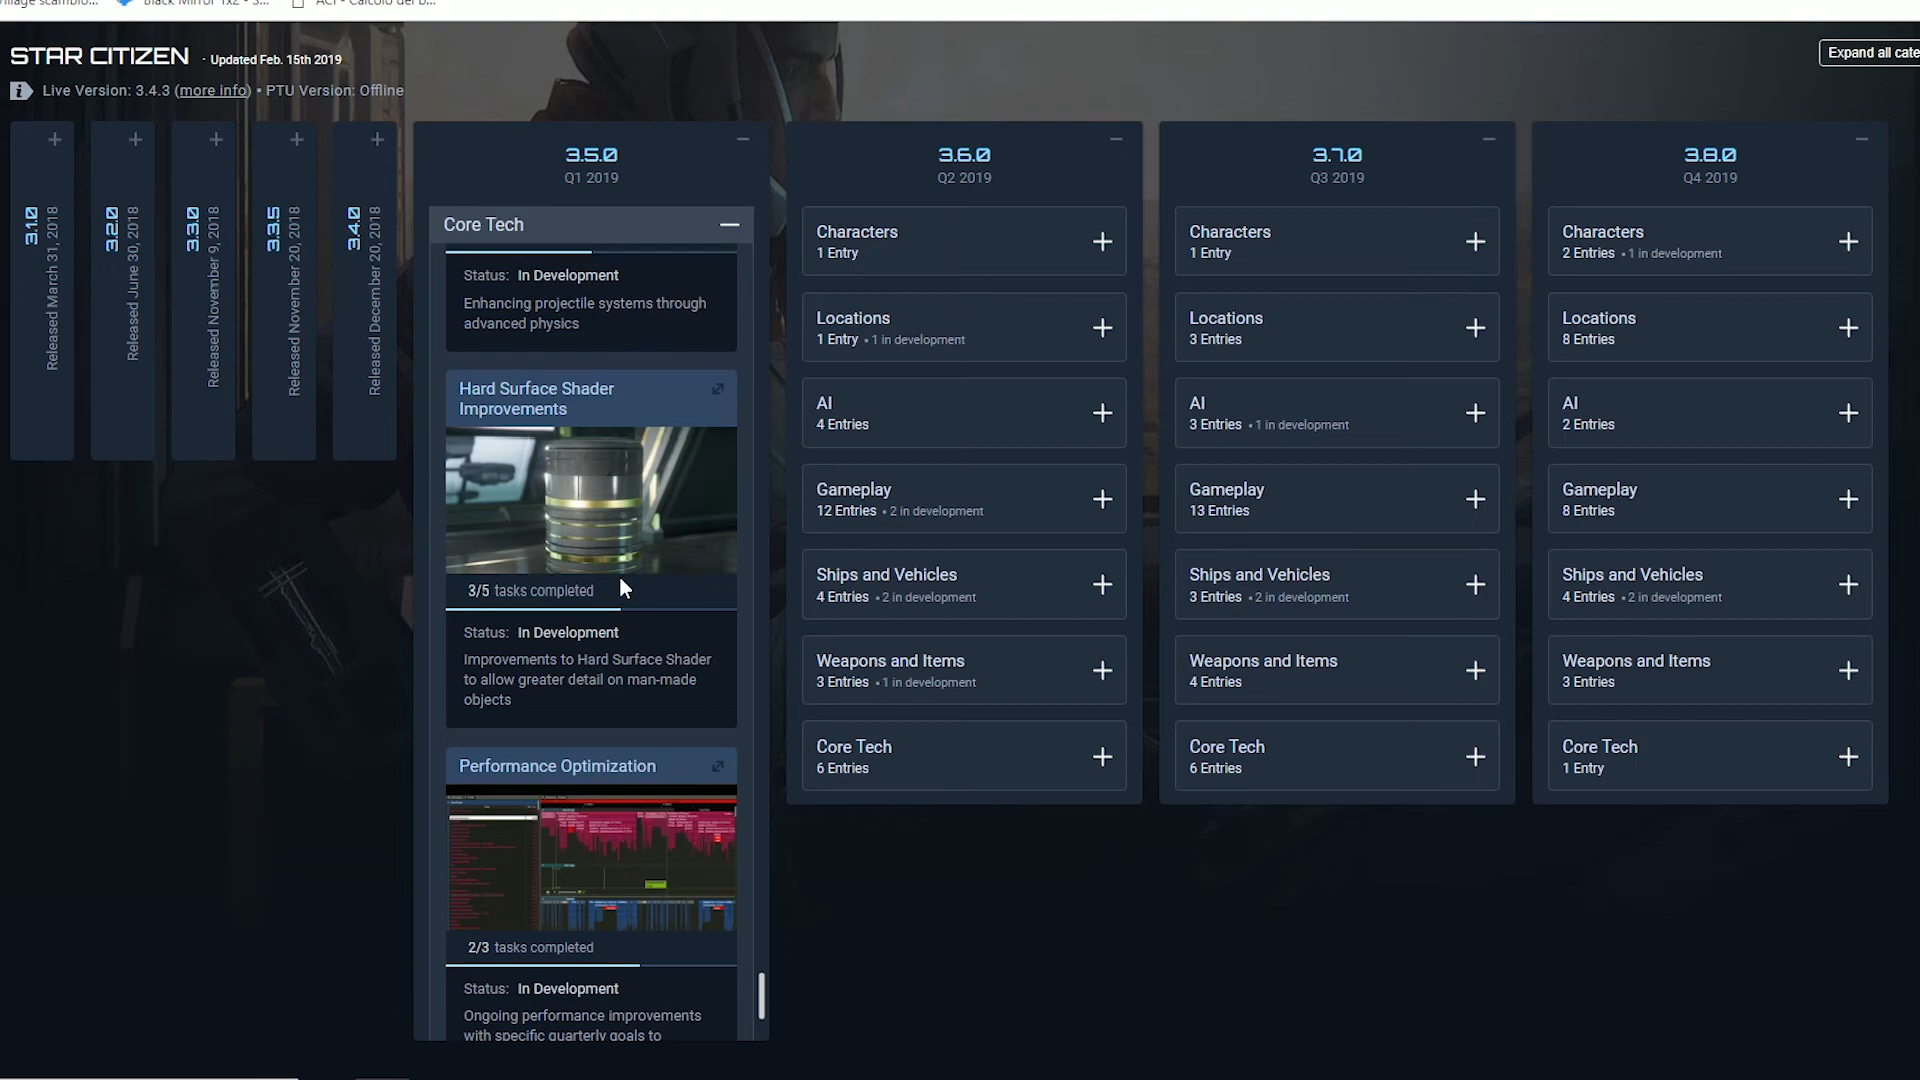 STAR CITIZEN · Updated Feb. 15th 2019
Live Version: 3.4.3 (more info) • PTU Version: Offline
Expand all cate
3.1.0
Released March 31, 2018
3.2.0
Released June 30, 2018
3.3.0
Released November 9, 2018
3.3.5
Released November 20, 2018
3.4.0
Released December 20, 2018
3.5.0
Q1 2019
Core Tech
Status: In Development
Enhancing projectile systems through
advanced physics
Hard Surface Shader
Improvements
3/5 tasks completed
Status: In Development
Improvements to Hard Surface Shader
to allow greater detail on man-made
objects
Performance Optimization
2/3 tasks completed
Status: In Development
Ongoing performance improvements
with specific quarterly goals to
3.6.0
Q2 2019
Characters
1 Entry
Locations
1 Entry • 1 in development
AI
4 Entries
Gameplay
12 Entries • 2 in development
Ships and Vehicles
4 Entries • 2 in development
Weapons and Items
3 Entries • 1 in development
Core Tech
6 Entries
3.7.0
Q3 2019
Characters
1 Entry
Locations
3 Entries
AI
3 Entries • 1 in development
Gameplay
13 Entries
Ships and Vehicles
3 Entries • 2 in development
Weapons and Items
4 Entries
Core Tech
6 Entries
3.8.0
Q4 2019
Characters
2 Entries • 1 in development
Locations
8 Entries
AI
2 Entries
Gameplay
8 Entries
Ships and Vehicles
4 Entries • 2 in development
Weapons and Items
3 Entries
Core Tech
1 Entry